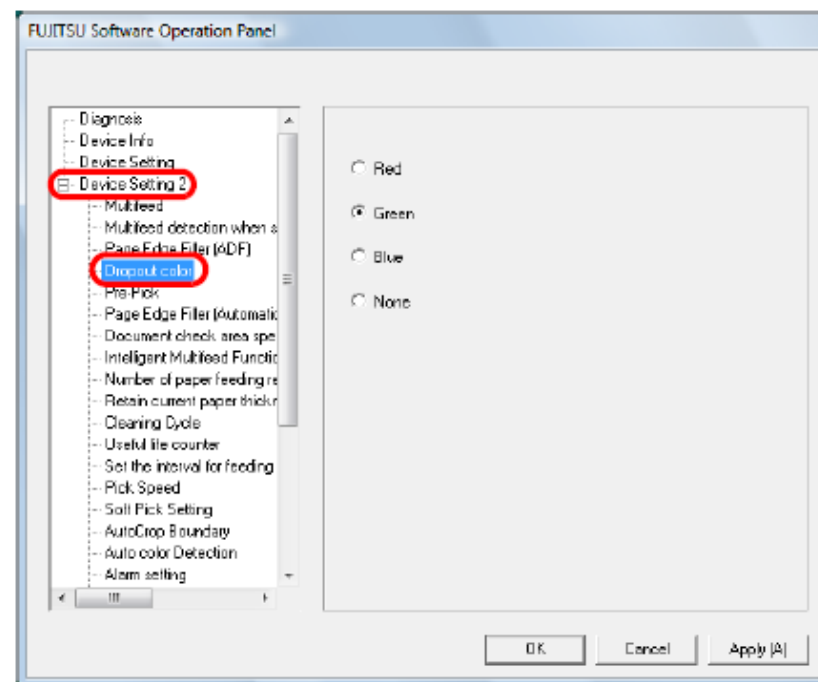 FUJITSU Software Operation Panel
Diagnosis
Device Info
Device Setting
Device Setting 2
Multifeed
Multifeed detection when s
Page Edge Filler (ADF)
Dropout color
Pre-Pick
Page Edge Filler (Automatic
Document check area spe
Intelligent Multifeed Functio
Number of paper feeding re
Retain current paper thickn
Cleaning Cycle
Useful life counter
Set the interval for feeding
Pick Speed
Soft Pick Setting
AutoCrop Boundary
Auto color Detection
Alarm setting
Red
Green
Blue
None
OK
Cancel
Apply (A)